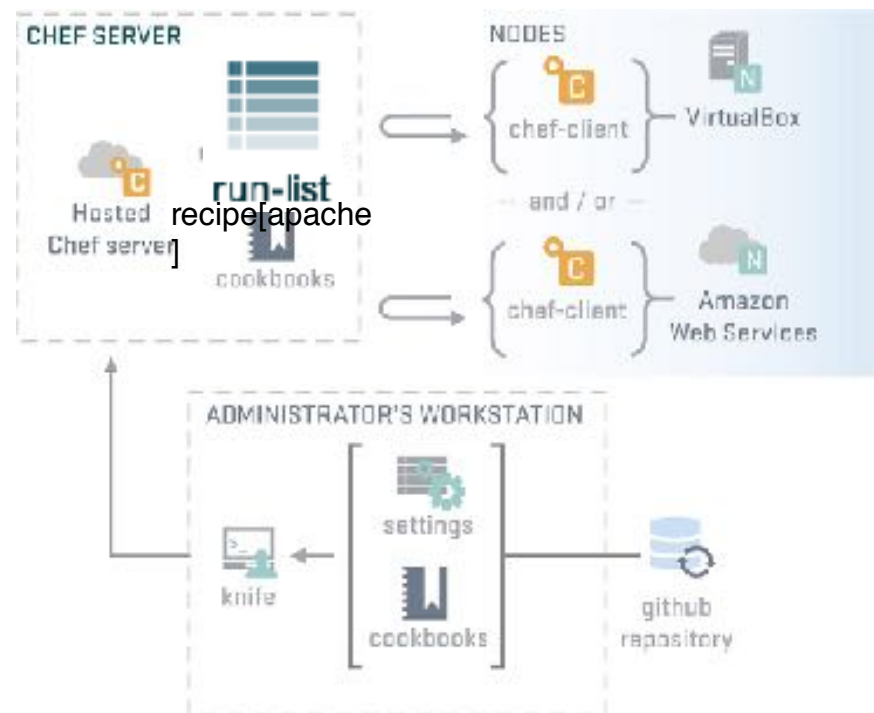 CHEF SERVER
run-list
Hosted
Chef server
recipe[apache
]
cookbooks
NODES
C
chef-client
N
VirtualBox
and / or
C
chef-client
N
Amazon
Web Services
C
ADMINISTRATOR'S WORKSTATION
settings
>_
knife
cookbooks
github
repository